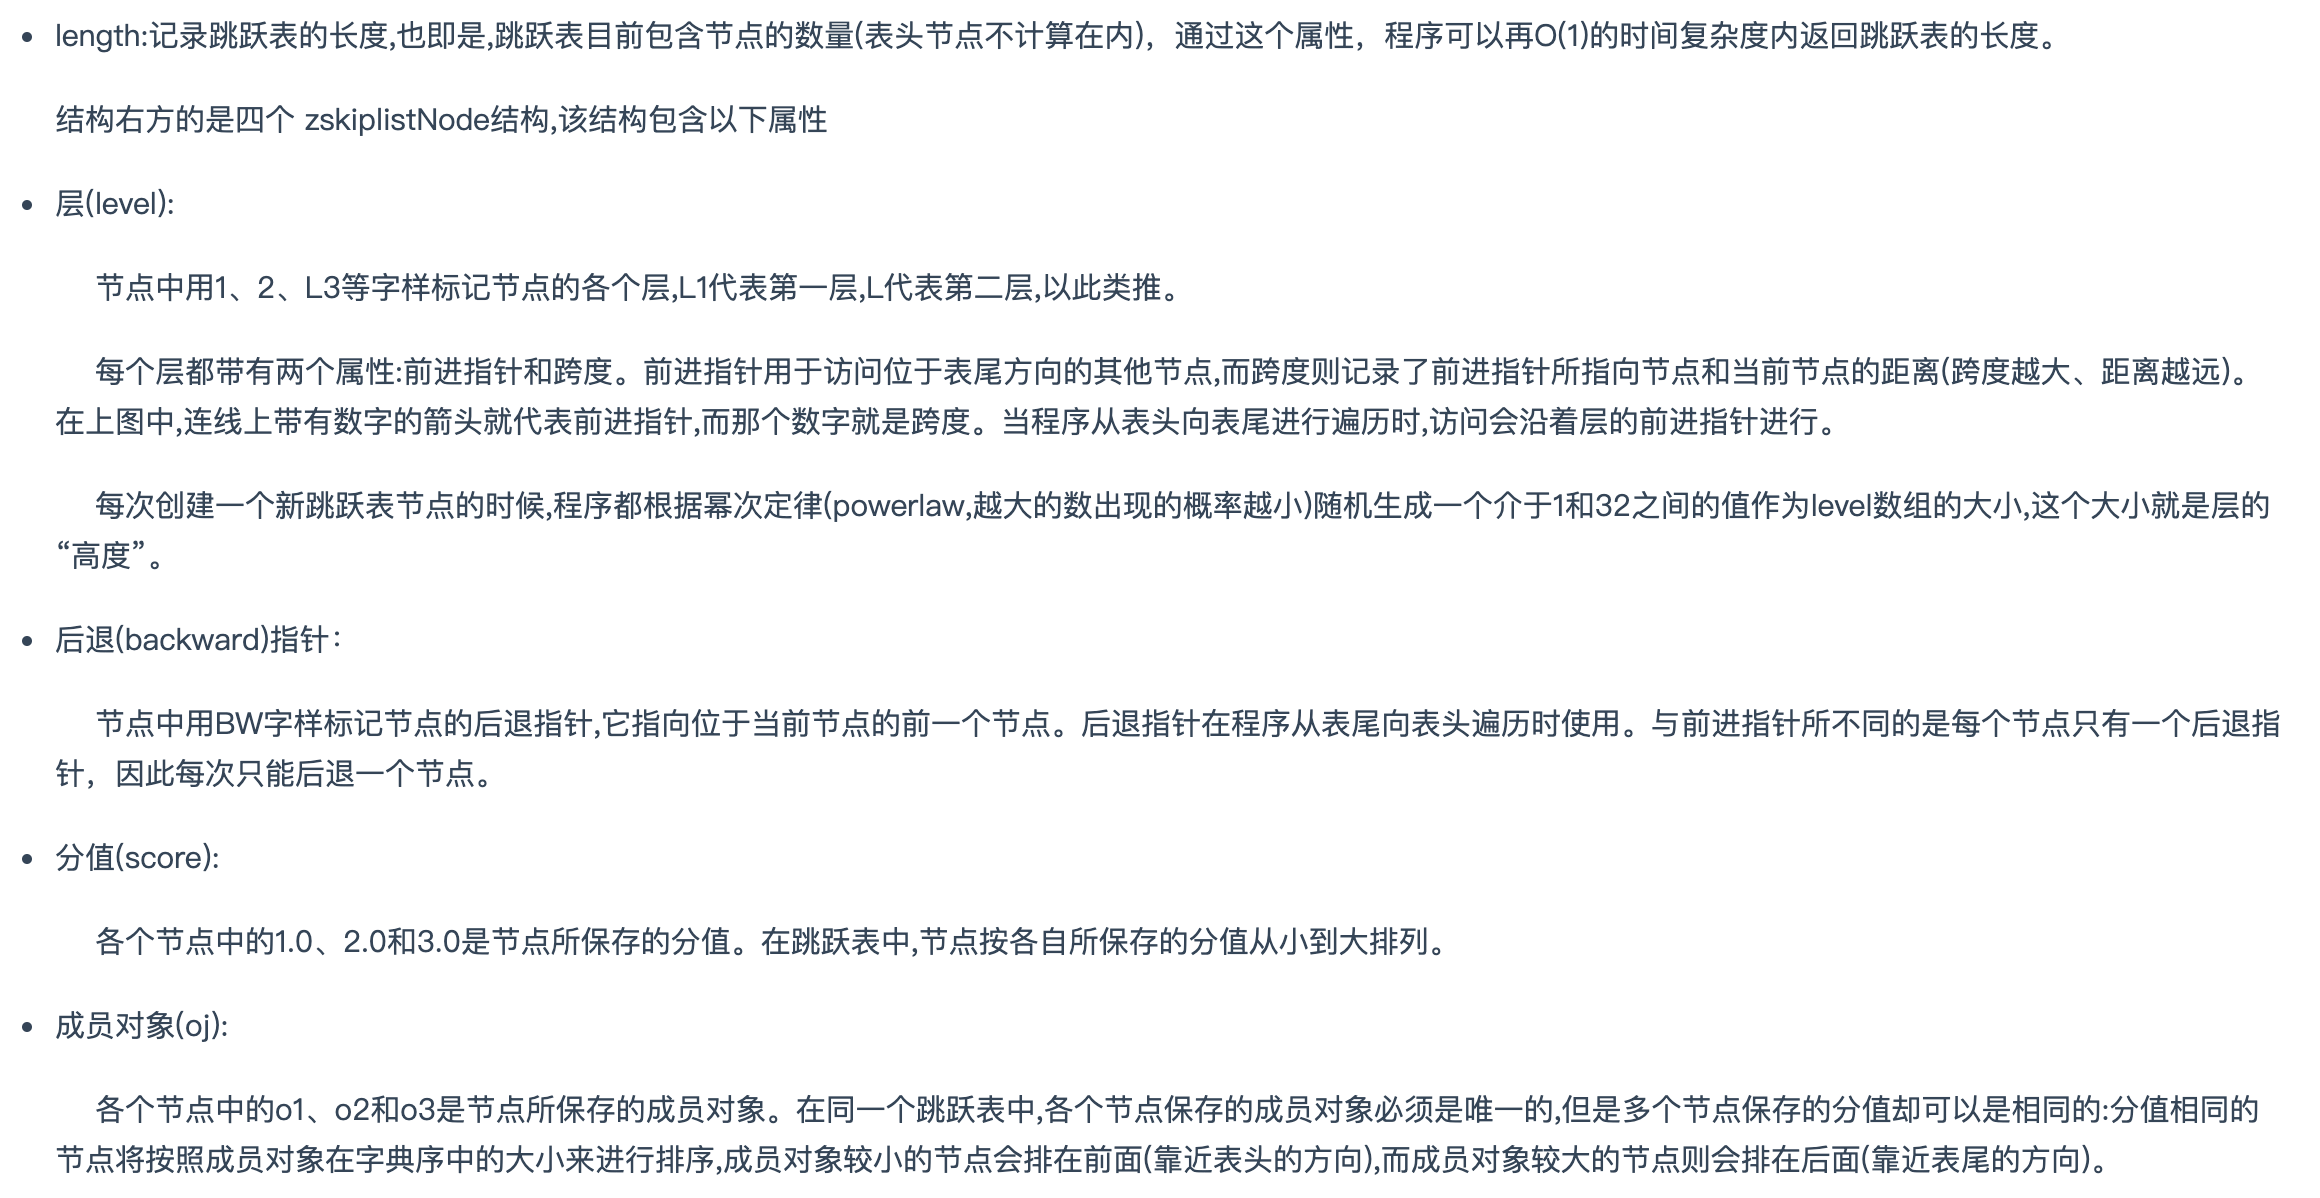 length:记录跳跃表的长度,也即是,跳跃表目前包含节点的数量(表头节点不计算在内)，通过这个属性，程序可以再O(1)的时间复杂度内返回跳跃表的长度。
结构右方的是四个 zskiplistNode结构,该结构包含以下属性
层(level):
节点中用1、2、L3等字样标记节点的各个层,L1代表第一层,L代表第二层,以此类推。
每个层都带有两个属性:前进指针和跨度。前进指针用于访问位于表尾方向的其他节点,而跨度则记录了前进指针所指向节点和当前节点的距离(跨度越大、距离越远)。
在上图中,连线上带有数字的箭头就代表前进指针,而那个数字就是跨度。当程序从表头向表尾进行遍历时,访问会沿着层的前进指针进行。
每次创建一个新跳跃表节点的时候,程序都根据幂次定律(powerlaw,越大的数出现的概率越小)随机生成一个介于1和32之间的值作为level数组的大小,这个大小就是层的
“高度”。
后退(backward)指针：
节点中用BW字样标记节点的后退指针,它指向位于当前节点的前一个节点。后退指针在程序从表尾向表头遍历时使用。与前进指针所不同的是每个节点只有一个后退指
针，因此每次只能后退一个节点。
分值(score):
各个节点中的1.0、2.0和3.0是节点所保存的分值。在跳跃表中,节点按各自所保存的分值从小到大排列。
成员对象(oj):
各个节点中的o1、o2和o3是节点所保存的成员对象。在同一个跳跃表中,各个节点保存的成员对象必须是唯一的,但是多个节点保存的分值却可以是相同的:分值相同的
节点将按照成员对象在字典序中的大小来进行排序,成员对象较小的节点会排在前面(靠近表头的方向),而成员对象较大的节点则会排在后面(靠近表尾的方向)。